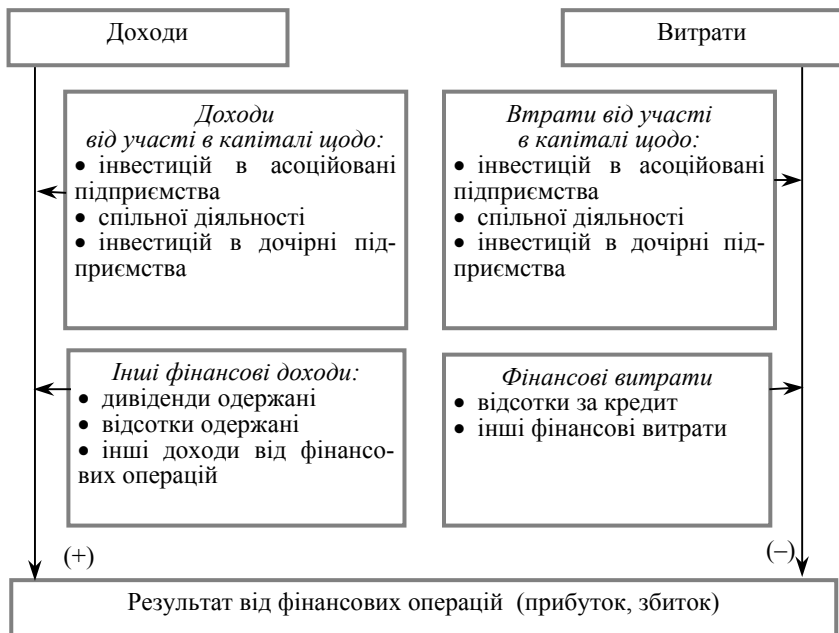 Доходи
Витрати
Доходи
від участі в капіталі щодо:
• інвестицій в асоційовані
підприємства
• спільної діяльності
• інвестицій в дочірні під-
приємства
Втрати від участі
в капіталі щодо:
• інвестицій в асоційовані
підприємства
• спільної діяльності
• інвестицій в дочірні під-
приємства
Інші фінансові доходи:
• дивіденди одержані
• відсотки одержані
• інші доходи від фінансо-
вих операцій
Фінансові витрати
• відсотки за кредит
• інші фінансові витрати
(+)
(–)
Результат від фінансових операцій (прибуток, збиток)